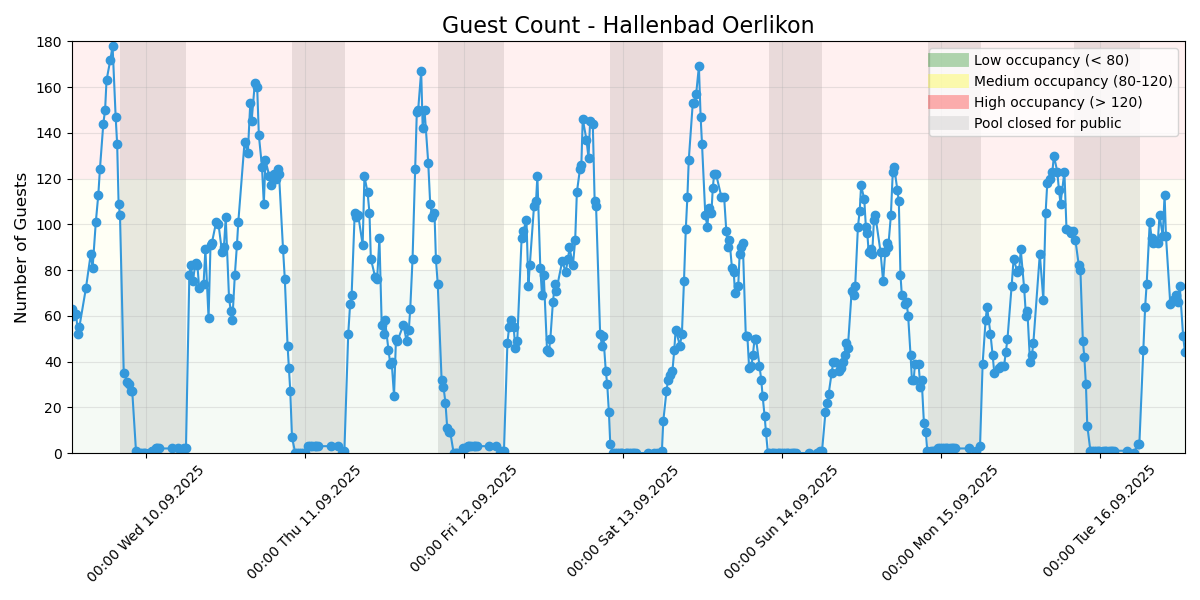 Guest Count - Hallenbad Oerlikon
Number of Guests
180
160
140
120
100
80
60
40
20
0
Low occupancy (< 80)
Medium occupancy (80-120)
High occupancy (> 120)
Pool closed for public
00:00 Wed 10.09.2025
00:00 Thu 11.09.2025
00:00 Fri 12.09.2025
00:00 Sat 13.09.2025
00:00 Sun 14.09.2025
00:00 Mon 15.09.2025
00:00 Tue 16.09.2025